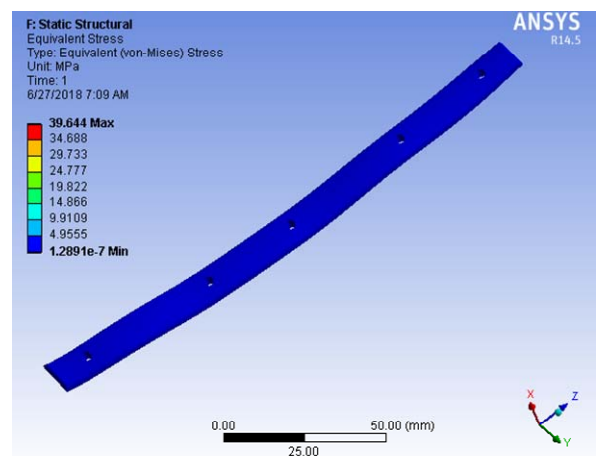 F: Static Structural
Equivalent Stress
Type: Equivalent (von-Mises) Stress
Unit: MPa
Time: 1
6/27/2018 7:09 AM
ANSYS
R14.5
39.644 Max
34.688
29.733
24.777
19.822
14.866
9.9109
4.9555
1.2891e-7 Min
X
Z
Y
0.00
50.00 (mm)
25.00